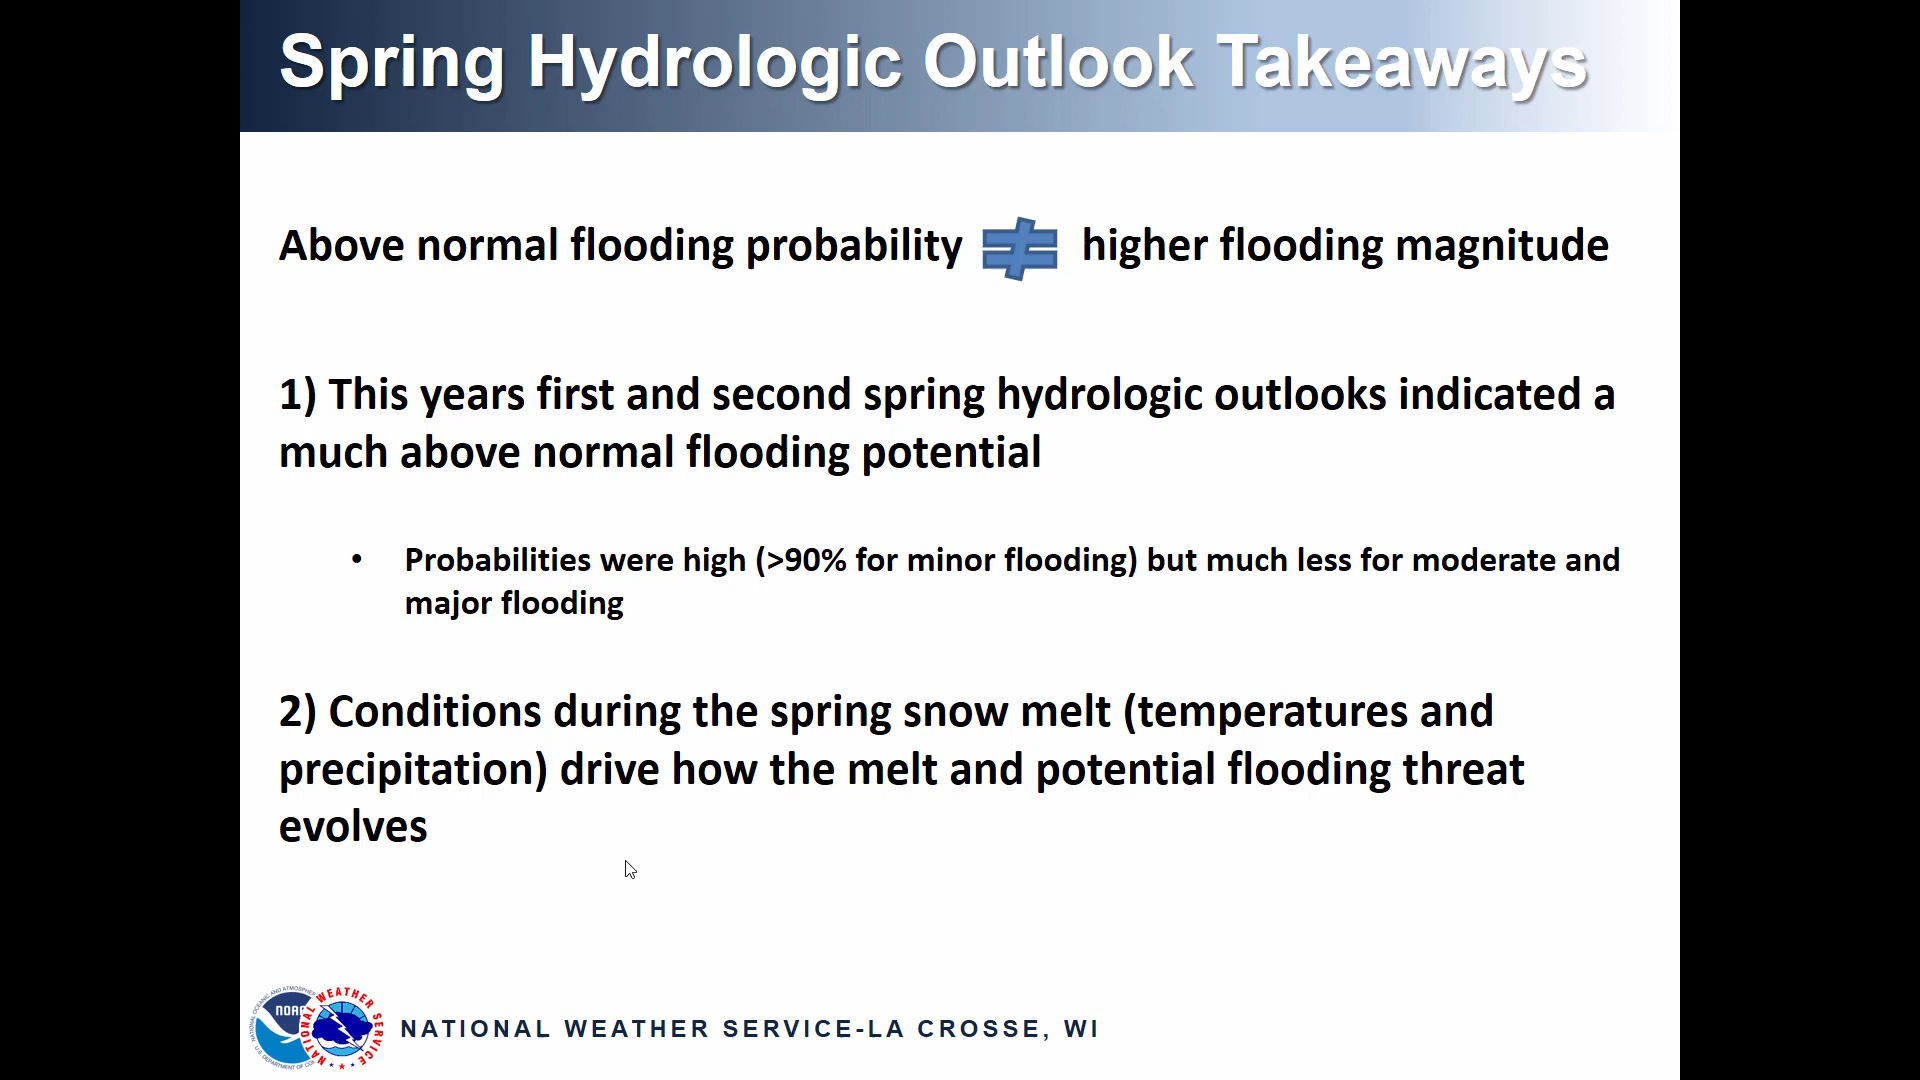 Spring Hydrologic Outlook Takeaways
Above normal flooding probability ≠ higher flooding magnitude
1) This years first and second spring hydrologic outlooks indicated a
much above normal flooding potential
• Probabilities were high (>90% for minor flooding) but much less for moderate and
major flooding
2) Conditions during the spring snow melt (temperatures and
precipitation) drive how the melt and potential flooding threat
evolves
NATIONAL WEATHER SERVICE
NATIONAL WEATHER SERVICE-LA CROSSE, WI